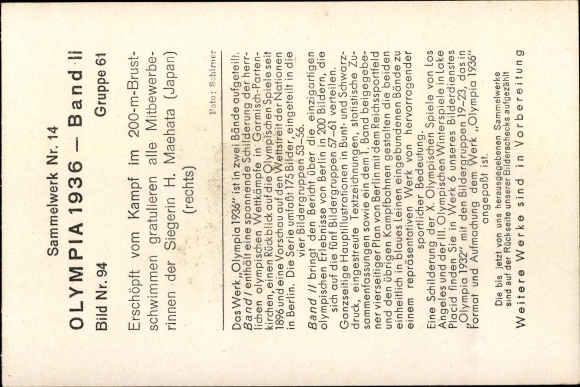 Sammelwerk Nr. 14
OLYMPIA 1936 — Band II
Bild Nr. 94 Gruppe 61
Erschöpft vom Kampf im 200-m-Brust-
schwimmen gratulieren alle Mitbewerbe-
rinnen der Siegerin H. Maehata (Japan)
(rechts)
Foto: Schirner
Das Werk „Olympia 1936" ist in zwei Bände aufgeteilt.
Band I enthält eine spannende Schilderung der herr-
lichen olympischen Wettkämpfe in Garmisch-Parten-
kirchen, einen Rückblick auf die Olympischen Spiele seit
1896 und eine Vorschau auf den Wettstreit der Nationen
in Berlin. Die Serie umfaßt 175 Bilder, eingeteilt in die
vier Bildergruppen 53–56.
Band II bringt den Bericht über die einzigartigen
olympischen Erlebnisse von Berlin in 200 Bildern, die
sich auf die fünf Bildergruppen 57–61 verteilen.
Ganzseitige Hauptillustrationen in Bunt- und Schwarz-
druck, eingestreute Textzeichnungen, statistische Zu-
sammenfassungen sowie ein dem I. Band beigegebe-
ner vierseitiger Plan von Berlin mit dem Reichssportfeld
und den übrigen Kampfbahnen gestalten die beiden
einheitlich in blaues Leinen eingebundenen Bände zu
einem repräsentativen Werk von hervorragender
sportlicher Bedeutung.
Eine Schilderung der X. Olympischen Spiele von Los
Angeles und der III. Olympischen Winterspiele in Lake
Placid finden Sie in Werk 6 unseres Bilderdienstes
„Olympia 1932" mit den Bildergruppen 19–23, das in
Format und Aufmachung dem Werk „Olympia 1936"
angepaßt ist.
Die bis jetzt von uns herausgegebenen Sammelwerke
sind auf der Rückseite unserer Bilderschecks aufgezählt
Weitere Werke sind in Vorbereitung